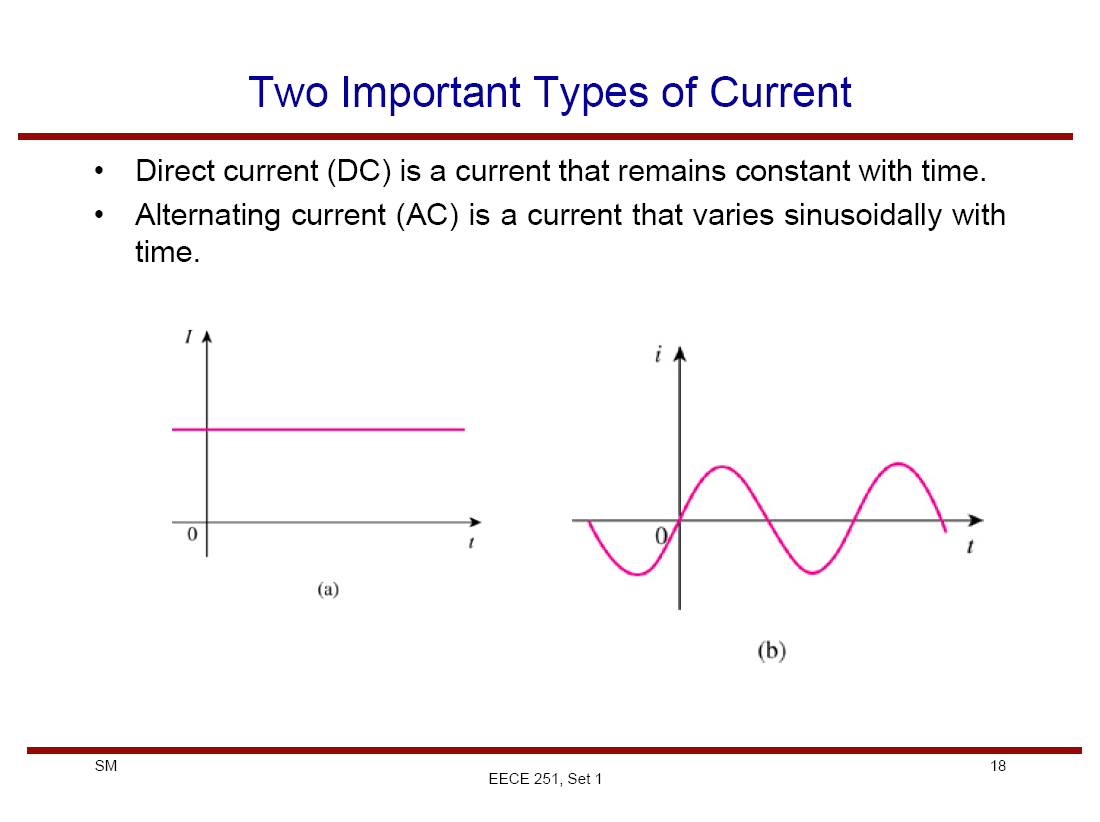 Two Important Types of Current
• Direct current (DC) is a current that remains constant with time.
• Alternating current (AC) is a current that varies sinusoidally with
time.
I
0
t
(a)
i
0
t
(b)
SM
EECE 251, Set 1
18